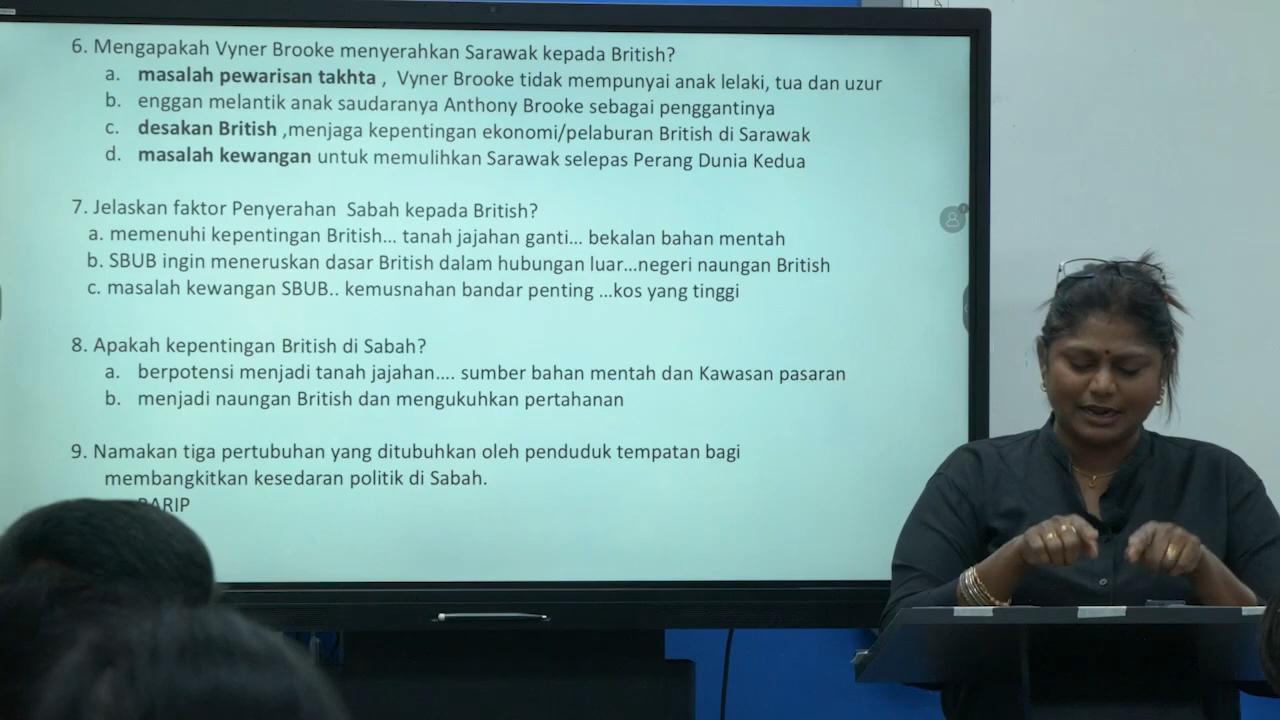 6. Mengapakah Vyner Brooke menyerahkan Sarawak kepada British?
a. masalah pewarisan takhta , Vyner Brooke tidak mempunyai anak lelaki, tua dan uzur
b. enggan melantik anak saudaranya Anthony Brooke sebagai penggantinya
c. desakan British ,menjaga kepentingan ekonomi/pelaburan British di Sarawak
d. masalah kewangan untuk memulihkan Sarawak selepas Perang Dunia Kedua
7. Jelaskan faktor Penyerahan Sabah kepada British?
a. memenuhi kepentingan British... tanah jajahan ganti... bekalan bahan mentah
b. SBUB ingin meneruskan dasar British dalam hubungan luar...negeri naungan British
c. masalah kewangan SBUB.. kemusnahan bandar penting ...kos yang tinggi
8. Apakah kepentingan British di Sabah?
a. berpotensi menjadi tanah jajahan.... sumber bahan mentah dan Kawasan pasaran
b. menjadi naungan British dan mengukuhkan pertahanan
9. Namakan tiga pertubuhan yang ditubuhkan oleh penduduk tempatan bagi
membangkitkan kesedaran politik di Sabah.